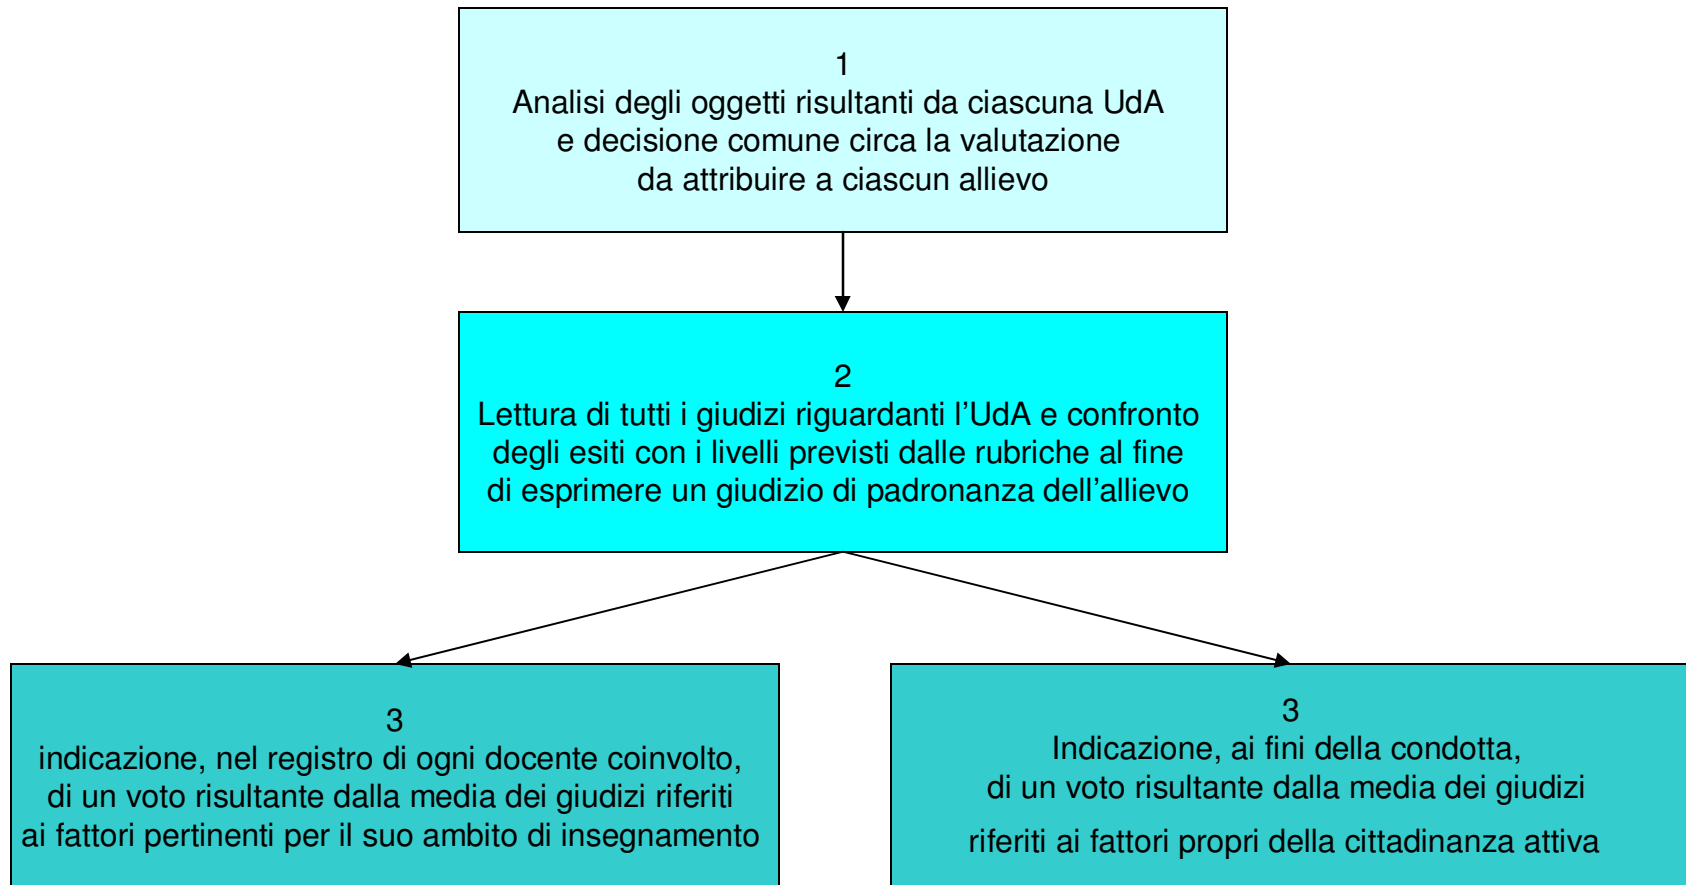 1
Analisi degli oggetti risultanti da ciascuna UdA
e decisione comune circa la valutazione
da attribuire a ciascun allievo
2
Lettura di tutti i giudizi riguardanti l’UdA e confronto
degli esiti con i livelli previsti dalle rubriche al fine
di esprimere un giudizio di padronanza dell’allievo
3
indicazione, nel registro di ogni docente coinvolto,
di un voto risultante dalla media dei giudizi riferiti
ai fattori pertinenti per il suo ambito di insegnamento
3
Indicazione, ai fini della condotta,
di un voto risultante dalla media dei giudizi
riferiti ai fattori propri della cittadinanza attiva